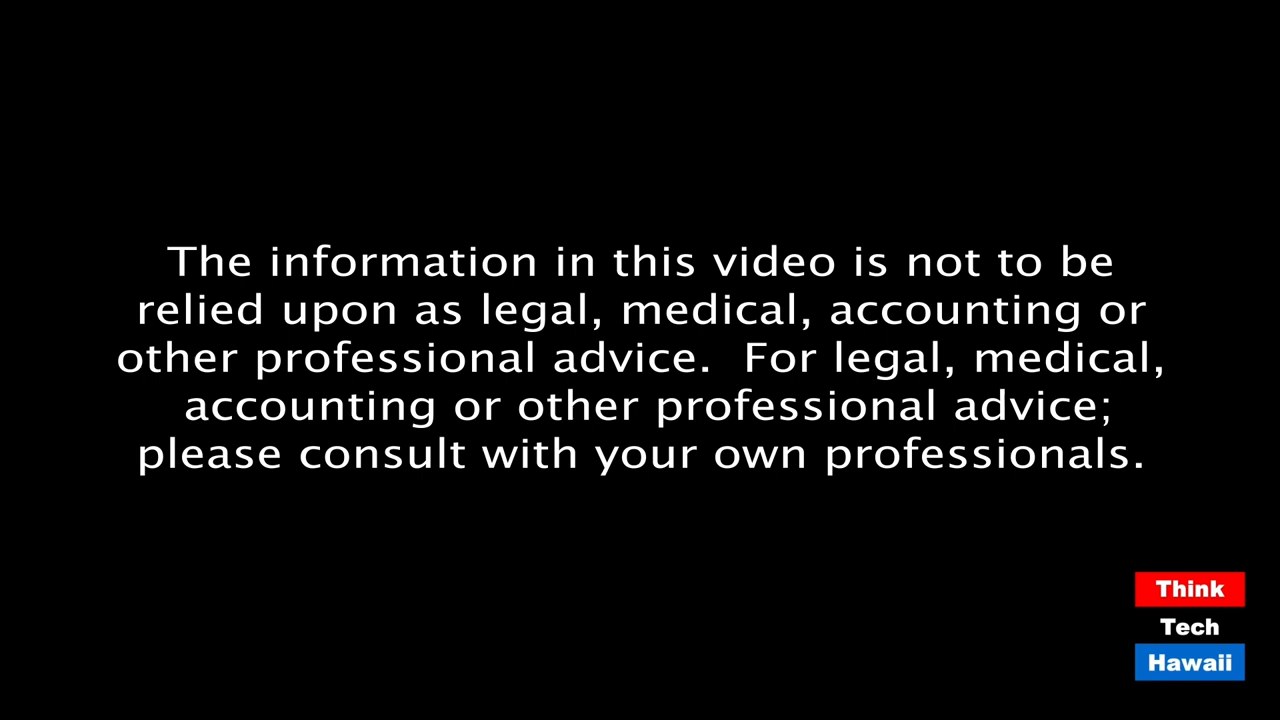 The information in this video is not to be
relied upon as legal, medical, accounting or
other professional advice.  For legal, medical,
accounting or other professional advice;
please consult with your own professionals.
Think
Tech
Hawaii